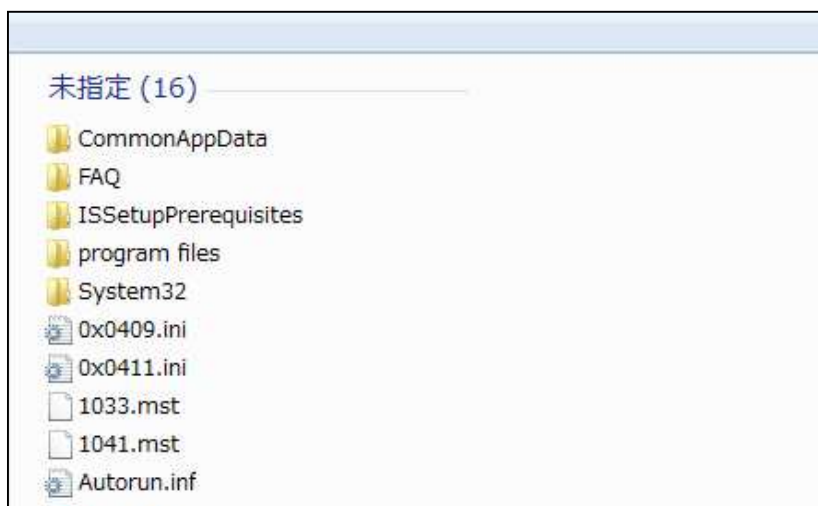 未指定 (16)
CommonAppData
FAQ
ISSetupPrerequisites
program files
System32
0x0409.ini
0x0411.ini
1033.mst
1041.mst
Autorun.inf